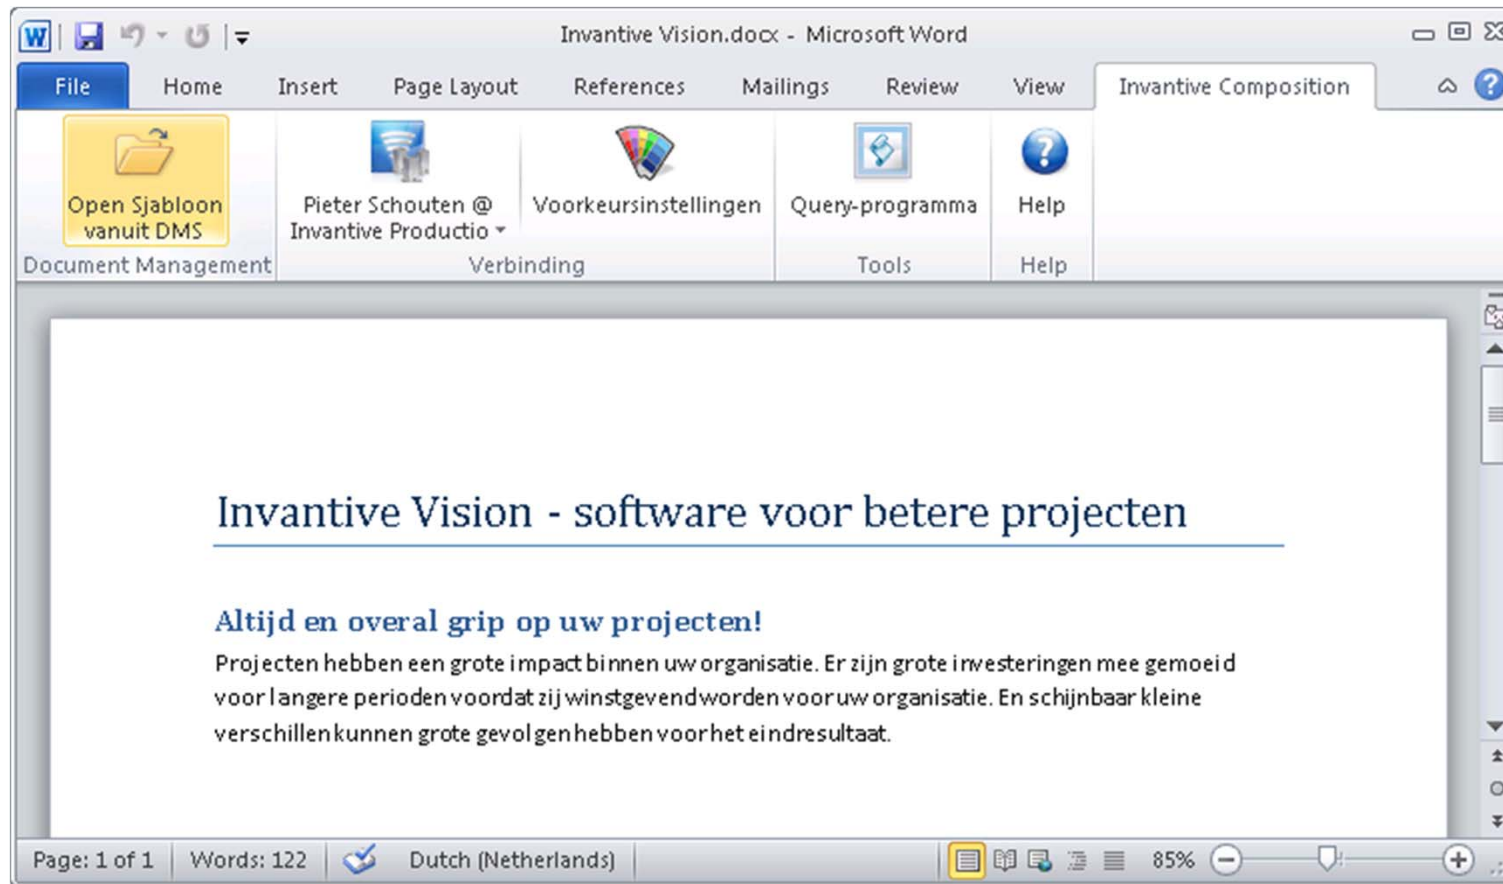 Invantive Vision.docx - Microsoft Word
File Home Insert Page Layout References Mailings Review View Invantive Composition
Open Sjabloon vanuit DMS
Pieter Schouten @ Invantive Productio
Voorkeursinstellingen
Query-programma
Help
Document Management Verbinding Tools Help
Invantive Vision - software voor betere projecten
Altijd en overal grip op uw projecten!
Projecten hebben een grote impact binnen uw organisatie. Er zijn grote investeringen mee gemoeid
voor langere perioden voordat zij winstgevend worden voor uw organisatie. En schijnbaar kleine
verschillen kunnen grote gevolgen hebben voor het eindresultaat.
Page: 1 of 1 Words: 122 Dutch (Netherlands) 85%